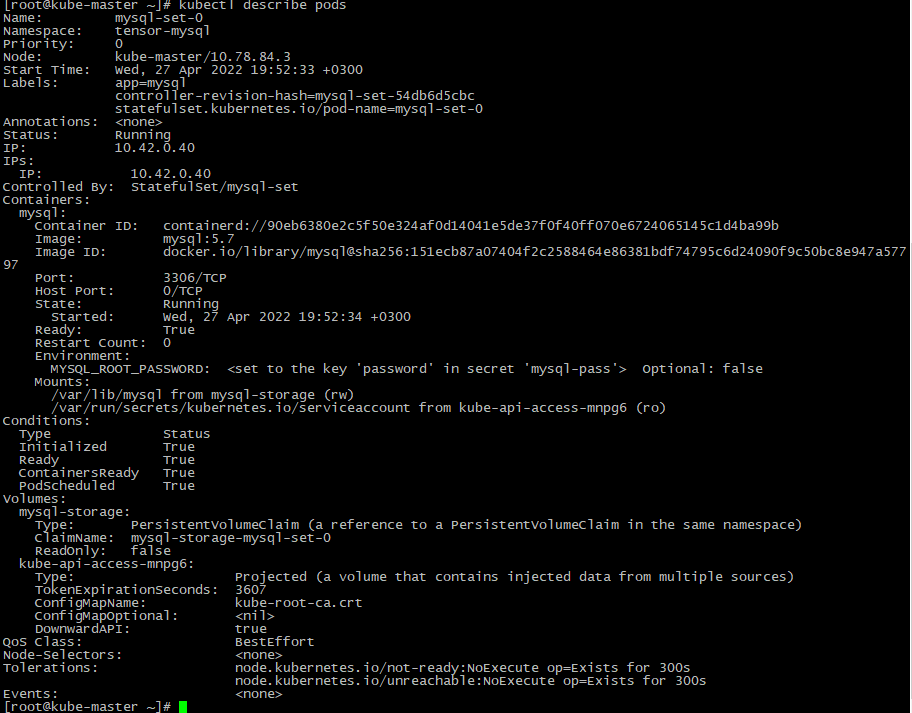 [root@kube-master ~]# kubectl describe pods
Name:         mysql-set-0
Namespace:    tensor-mysql
Priority:     0
Node:         kube-master/10.78.84.3
Start Time:   Wed, 27 Apr 2022 19:52:33 +0300
Labels:       app=mysql
              controller-revision-hash=mysql-set-54db6d5cbc
              statefulset.kubernetes.io/pod-name=mysql-set-0
Annotations:  <none>
Status:       Running
IP:           10.42.0.40
IPs:
  IP:           10.42.0.40
Controlled By:  StatefulSet/mysql-set
Containers:
  mysql:
    Container ID:   containerd://90eb6380e2c5f50e324af0d14041e5de37f0f40ff070e6724065145c1d4ba99b
    Image:          mysql:5.7
    Image ID:       docker.io/library/mysql@sha256:151ecb87a07404f2c2588464e86381bdf74795c6d24090f9c50bc8e947a577
97
    Port:           3306/TCP
    Host Port:      0/TCP
    State:          Running
      Started:      Wed, 27 Apr 2022 19:52:34 +0300
    Ready:          True
    Restart Count:  0
    Environment:
      MYSQL_ROOT_PASSWORD:  <set to the key 'password' in secret 'mysql-pass'>  Optional: false
    Mounts:
      /var/lib/mysql from mysql-storage (rw)
      /var/run/secrets/kubernetes.io/serviceaccount from kube-api-access-mnpg6 (ro)
Conditions:
  Type              Status
  Initialized       True
  Ready             True
  ContainersReady   True
  PodScheduled      True
Volumes:
  mysql-storage:
    Type:       PersistentVolumeClaim (a reference to a PersistentVolumeClaim in the same namespace)
    ClaimName:  mysql-storage-mysql-set-0
    ReadOnly:   false
  kube-api-access-mnpg6:
    Type:                    Projected (a volume that contains injected data from multiple sources)
    TokenExpirationSeconds:  3607
    ConfigMapName:           kube-root-ca.crt
    ConfigMapOptional:       <nil>
    DownwardAPI:             true
QoS Class:                   BestEffort
Node-Selectors:              <none>
Tolerations:                 node.kubernetes.io/not-ready:NoExecute op=Exists for 300s
                             node.kubernetes.io/unreachable:NoExecute op=Exists for 300s
Events:                      <none>
[root@kube-master ~]#